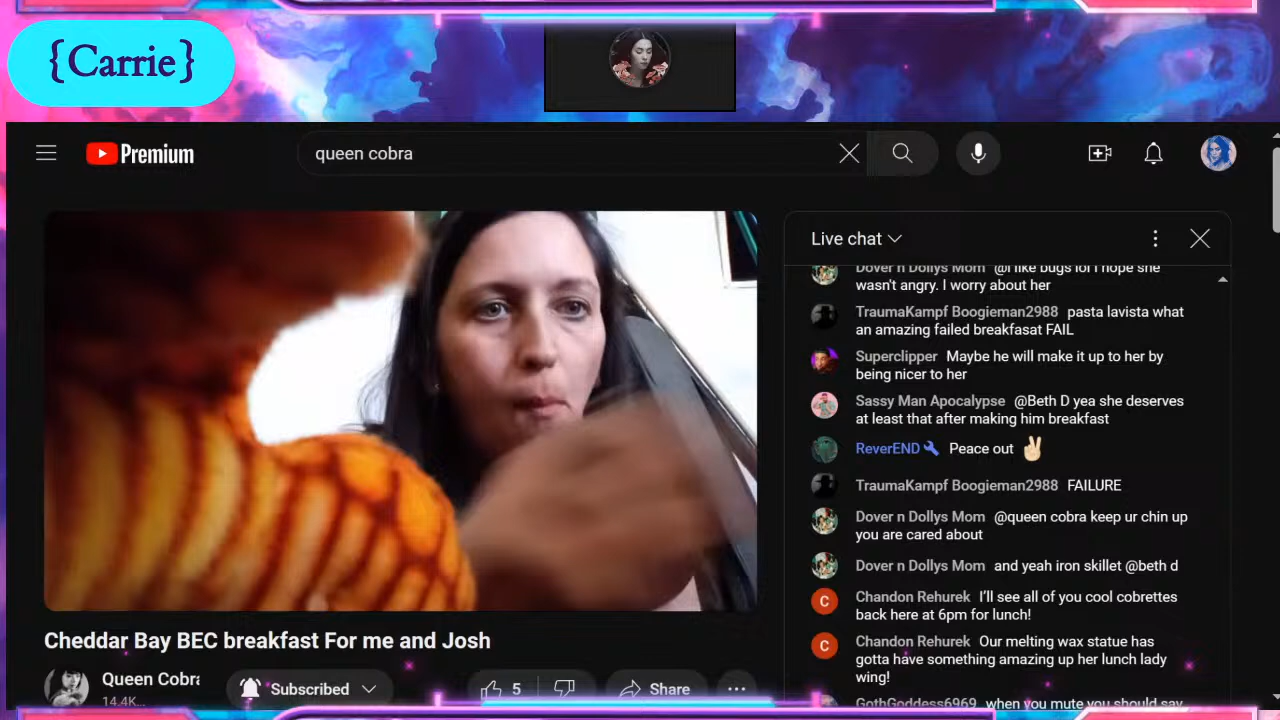 {Carrie}
Premium
queen cobra
Live chat
Dover n Dollys Mom @i like bugs lol i hope she
wasn't angry. I worry about her
TraumaKampf Boogieman2988 pasta lavista what
an amazing failed breakfasat FAIL
Superclipper Maybe he will make it up to her by
being nicer to her
Sassy Man Apocalypse @Beth D yea she deserves
at least that after making him breakfast
ReverEND Peace out
TraumaKampf Boogieman2988 FAILURE
Dover n Dollys Mom @queen cobra keep ur chin up
you are cared about
Dover n Dollys Mom and yeah iron skillet @beth d
C Chandon Rehurek I'll see all of you cool cobrettes
back here at 6pm for lunch!
C Chandon Rehurek Our melting wax statue has
gotta have something amazing up her lunch lady
wing!
GothGoddess6969 when you mute you should say
Cheddar Bay BEC breakfast For me and Josh
Queen Cobra
14.4K...
Subscribed
5
Share